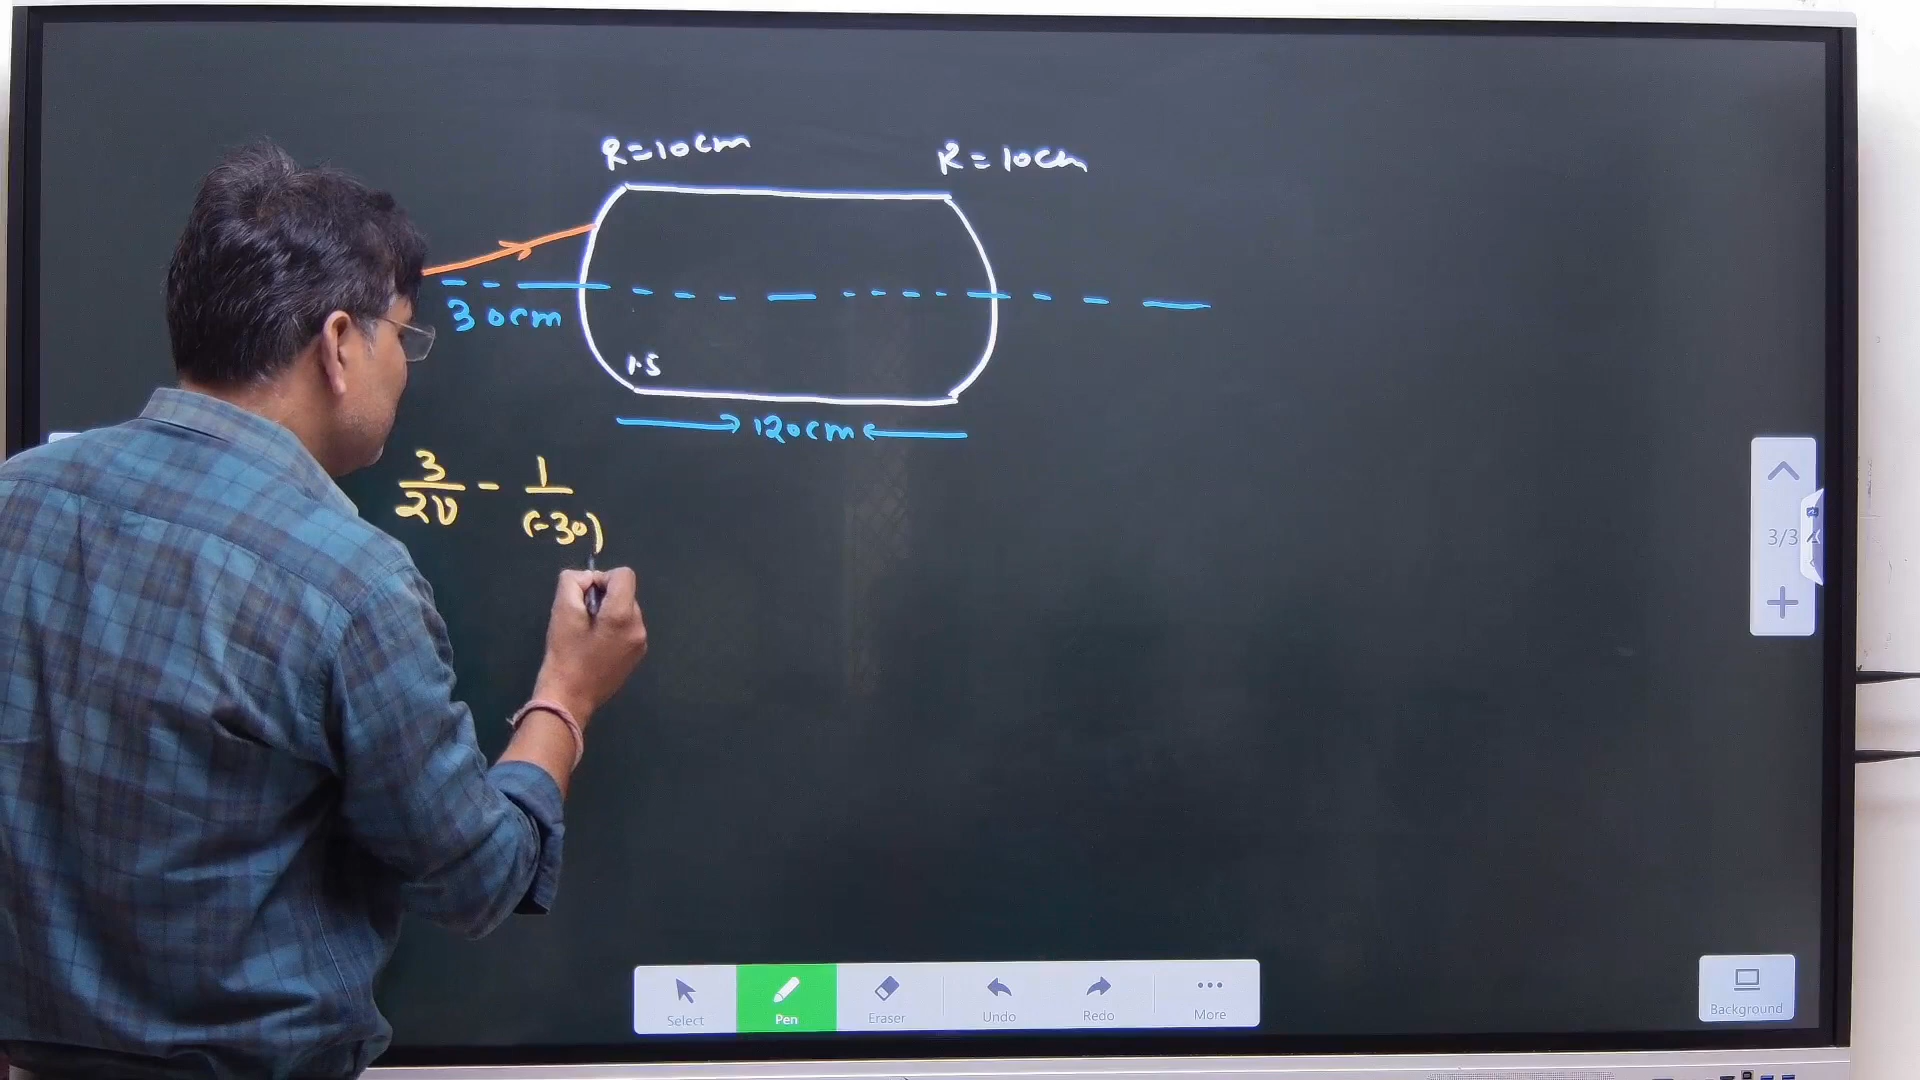 R=10cm
R=10cm
30cm
1.5
120cm
3/2v - 1/(-30)
3/3
Select
Pen
Eraser
Undo
Redo
More
Background